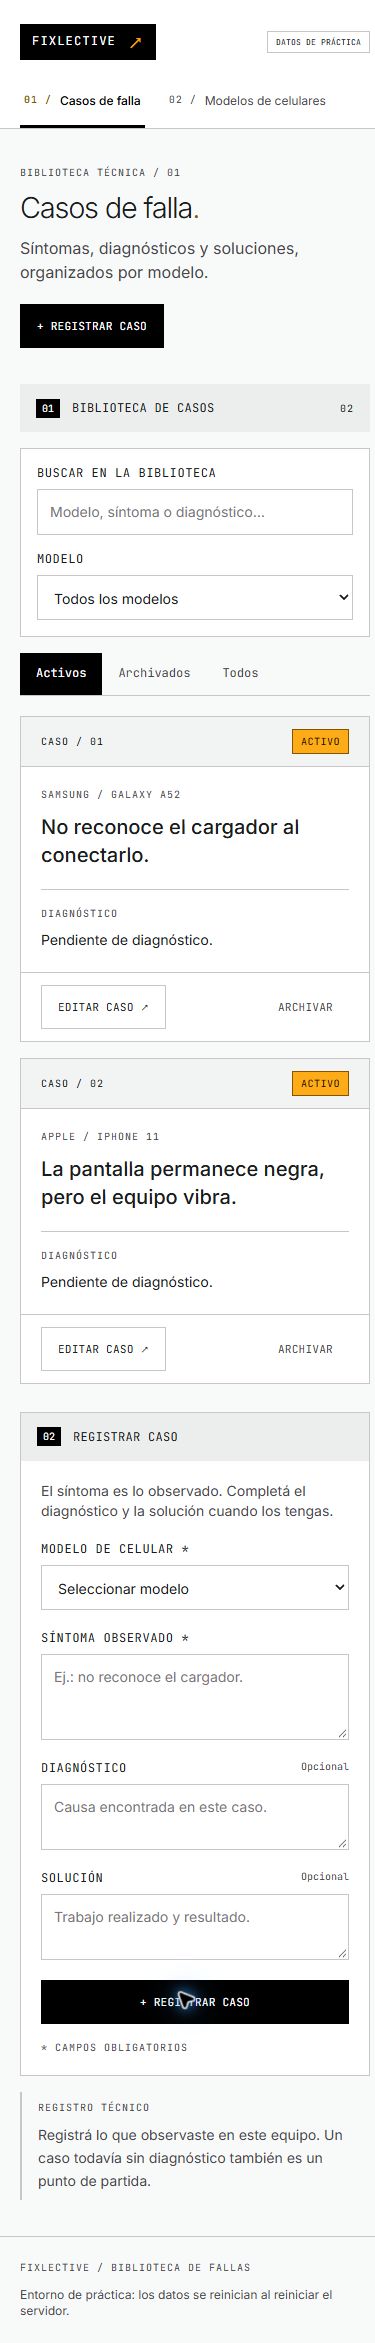 FIXLECTIVE ↗
DATOS DE PRÁCTICA
01 / Casos de falla 02 / Modelos de celulares
BIBLIOTECA TÉCNICA / 01
Casos de falla.
Síntomas, diagnósticos y soluciones,
organizados por modelo.
+ REGISTRAR CASO
01 BIBLIOTECA DE CASOS 02
BUSCAR EN LA BIBLIOTECA
Modelo, síntoma o diagnóstico...
MODELO
Todos los modelos
Activos Archivados Todos
CASO / 01 ACTIVO
SAMSUNG / GALAXY A52
No reconoce el cargador al
conectarlo.
DIAGNÓSTICO
Pendiente de diagnóstico.
EDITAR CASO ↗ ARCHIVAR
CASO / 02 ACTIVO
APPLE / IPHONE 11
La pantalla permanece negra,
pero el equipo vibra.
DIAGNÓSTICO
Pendiente de diagnóstico.
EDITAR CASO ↗ ARCHIVAR
02 REGISTRAR CASO
El síntoma es lo observado. Completá el
diagnóstico y la solución cuando los tengas.
MODELO DE CELULAR *
Seleccionar modelo
SÍNTOMA OBSERVADO *
Ej.: no reconoce el cargador.
DIAGNÓSTICO Opcional
Causa encontrada en este caso.
SOLUCIÓN Opcional
Trabajo realizado y resultado.
+ REGISTRAR CASO
* CAMPOS OBLIGATORIOS
REGISTRO TÉCNICO
Registrá lo que observaste en este equipo. Un
caso todavía sin diagnóstico también es un
punto de partida.
FIXLECTIVE / BIBLIOTECA DE FALLAS
Entorno de práctica: los datos se reinician al reiniciar el
servidor.